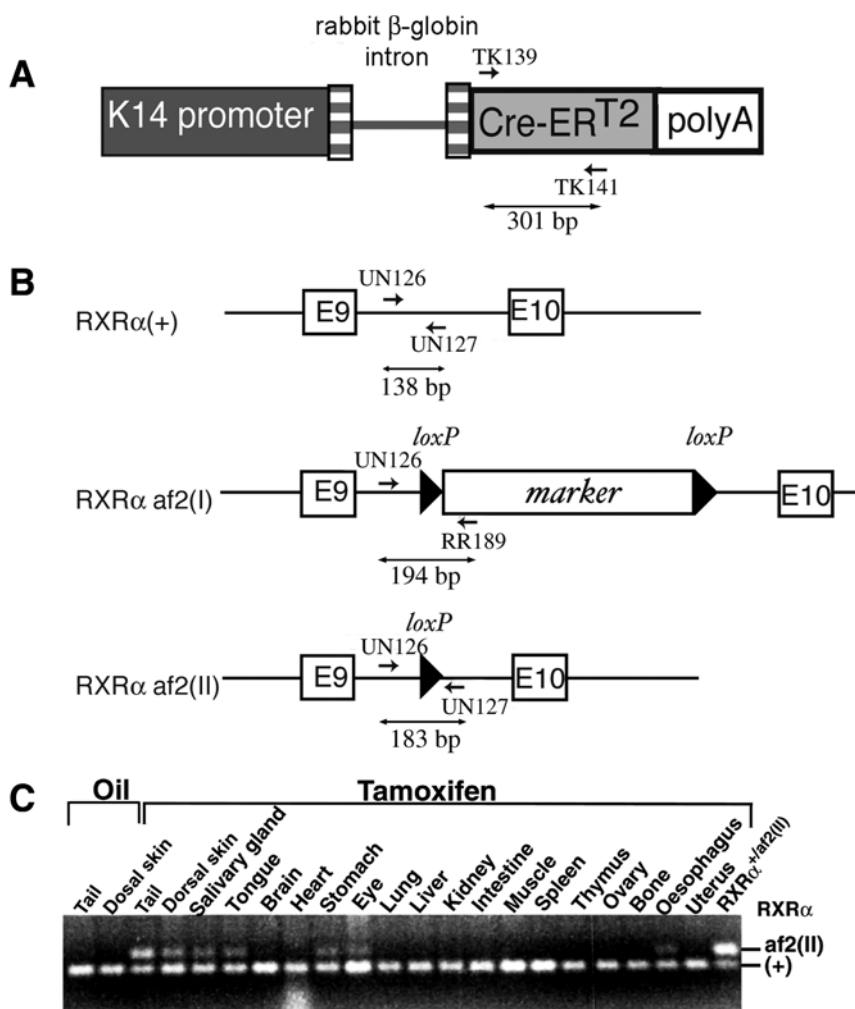 A
rabbit β-globin
intron
TK139
K14 promoter
Cre-ERT2
polyA
TK141
301 bp
B
RXRα(+)
UN126
E9
E10
UN127
138 bp
RXRα af2(I)
loxP
loxP
UN126
E9
marker
E10
RR189
194 bp
RXRα af2(II)
loxP
UN126
E9
E10
UN127
183 bp
C
Oil
Tamoxifen
Tail
Dosal skin
Tail
Dorsal skin
Salivary gland
Tongue
Brain
Heart
Stomach
Eye
Lung
Liver
Kidney
Intestine
Muscle
Spleen
Thymus
Ovary
Bone
Oesophagus
Uterus
RXRα+/af2(II)
RXRα
af2(II)
(+)